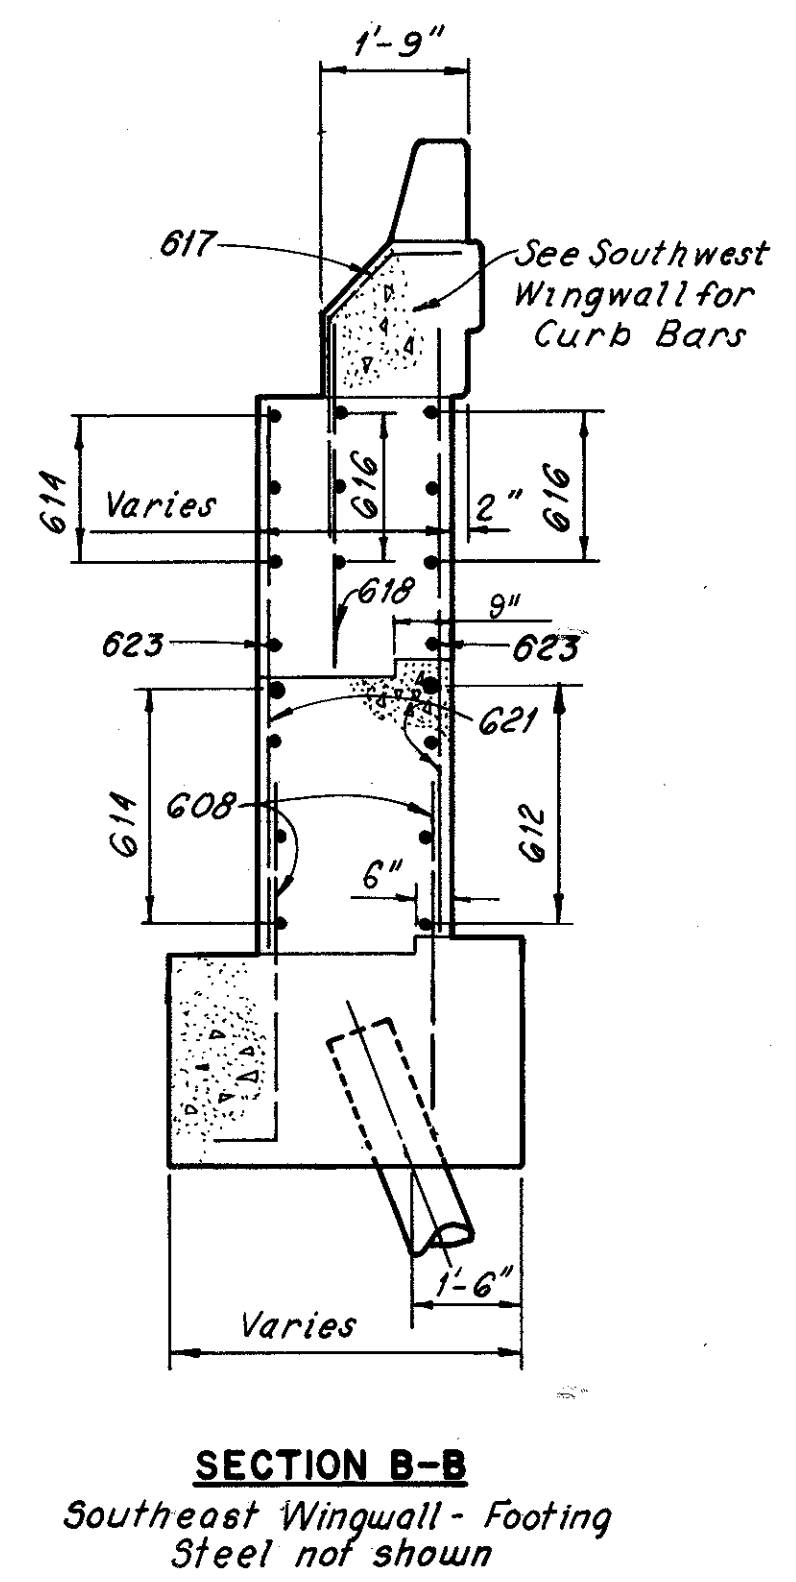 1'-9"
617
See Southwest
Wingwall for
Curb Bars
614
Varies
616
2"
616
618
9"
623
623
621
614
608
612
6"
1'-6"
Varies
SECTION B-B
Southeast Wingwall - Footing
Steel not shown